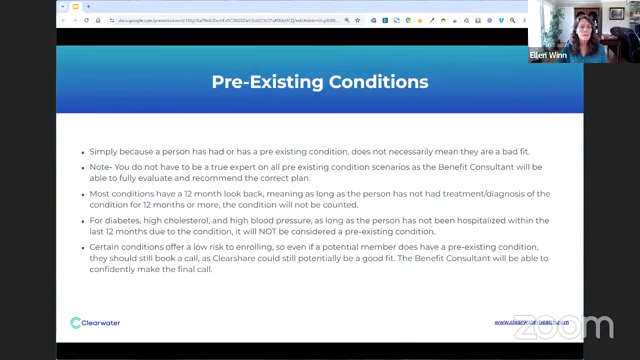 Ellen Winn
Pre-Existing Conditions
• Simply because a person has had or has a pre existing condition, does not necessarily mean they are a bad fit.
• Note- You do not have to be a true expert on all pre existing condition scenarios as the Benefit Consultant will be
able to fully evaluate and recommend the correct plan.
• Most conditions have a 12 month look back, meaning as long as the person has not had treatment/diagnosis of the
condition for 12 months or more, the condition will not be counted.
• For diabetes, high cholesterol, and high blood pressure, as long as the person has not been hospitalized within the
last 12 months due to the condition, it will NOT be considered a pre-existing condition.
• Certain conditions offer a low risk to enrolling, so even if a potential member does have a pre-existing condition,
they should still book a call, as Clearshare could still potentially be a good fit. The Benefit Consultant will be able to
confidently make the final call.
Clearwater
zoom